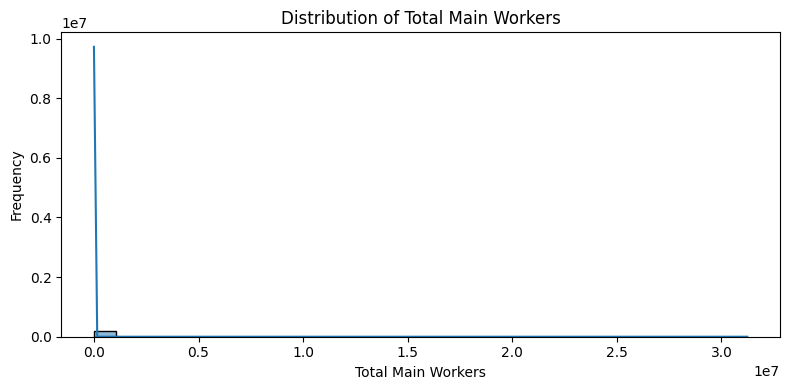 Distribution of Total Main Workers
1e7
1.0
0.8
0.6
0.4
0.2
0.0
Frequency
0.0 0.5 1.0 1.5 2.0 2.5 3.0
1e7
Total Main Workers